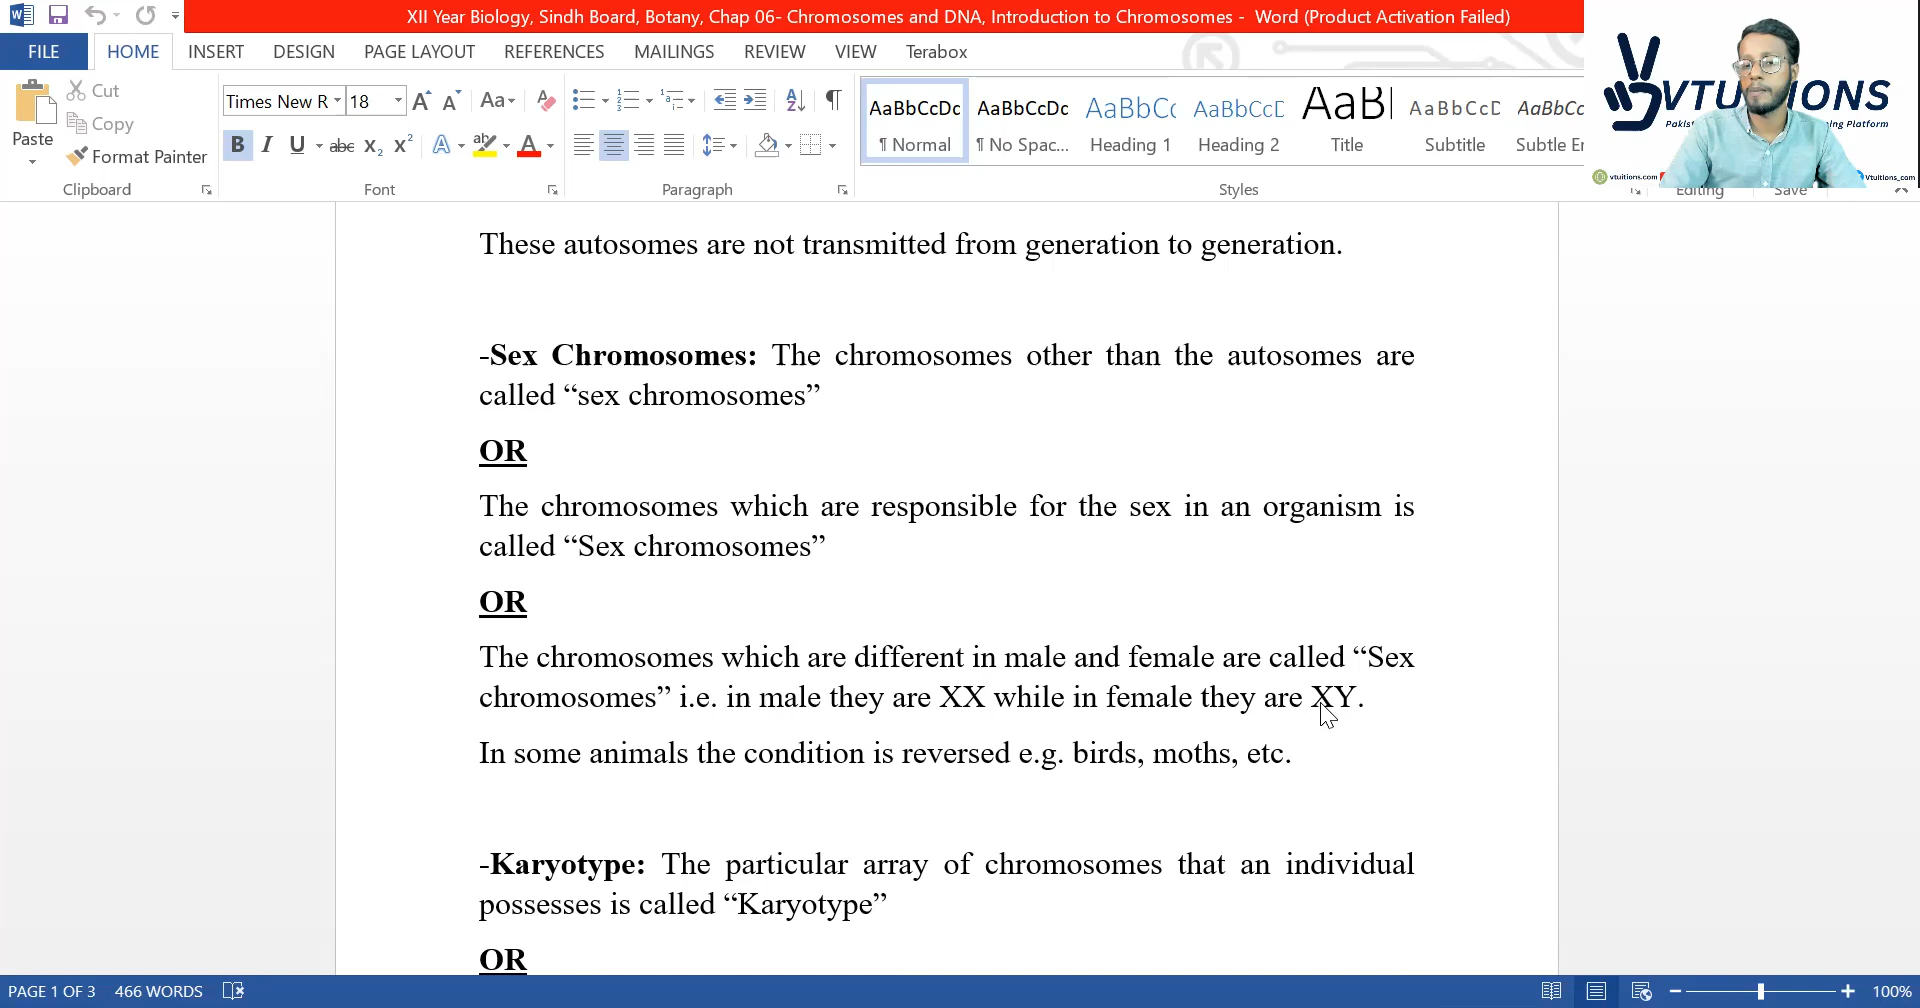 XII Year Biology, Sindh Board, Botany, Chap 06- Chromosomes and DNA, Introduction to Chromosomes - Word (Product Activation Failed)
FILE HOME INSERT DESIGN PAGE LAYOUT REFERENCES MAILINGS REVIEW VIEW Terabox
Paste
Cut
Copy
Format Painter
Clipboard
Times New R 18
Font
Paragraph
AaBbCcDc AaBbCcDc AaBbC AaBbCcD AaB AaBbCcD AaBbCc
¶ Normal ¶ No Spac... Heading 1 Heading 2 Title Subtitle Subtle
Styles
Editing
Save
vtuitions.com
Vtuitions_com
These autosomes are not transmitted from generation to generation.
-Sex Chromosomes: The chromosomes other than the autosomes are
called “sex chromosomes”
OR
The chromosomes which are responsible for the sex in an organism is
called “Sex chromosomes”
OR
The chromosomes which are different in male and female are called “Sex
chromosomes” i.e. in male they are XX while in female they are XY.
In some animals the condition is reversed e.g. birds, moths, etc.
-Karyotype: The particular array of chromosomes that an individual
possesses is called “Karyotype”
OR
PAGE 1 OF 3 466 WORDS 100%